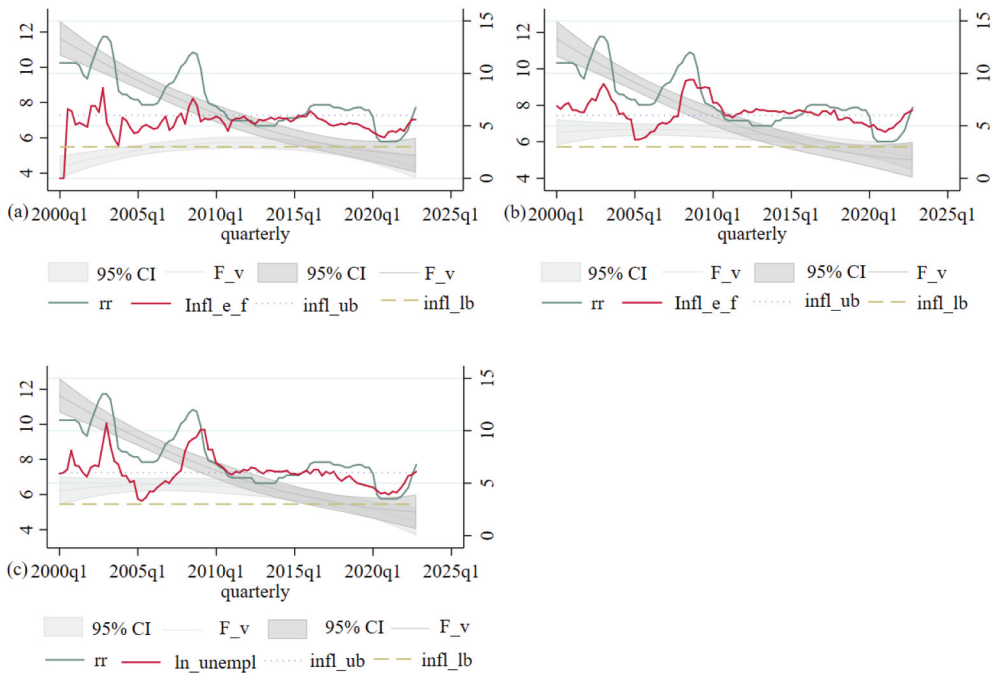 12
10
8
6
4
15
10
5
0
(a)
2000q1 2005q1 2010q1 2015q1 2020q1 2025q1
quarterly
95% CI F_v 95% CI F_v
rr Infl_e_f infl_ub infl_lb
12
10
8
6
4
15
10
5
0
(b)
2000q1 2005q1 2010q1 2015q1 2020q1 2025q1
quarterly
95% CI F_v 95% CI F_v
rr Infl_e_f infl_ub infl_lb
12
10
8
6
4
15
10
5
0
(c)
2000q1 2005q1 2010q1 2015q1 2020q1 2025q1
quarterly
95% CI F_v 95% CI F_v
rr ln_unempl infl_ub infl_lb